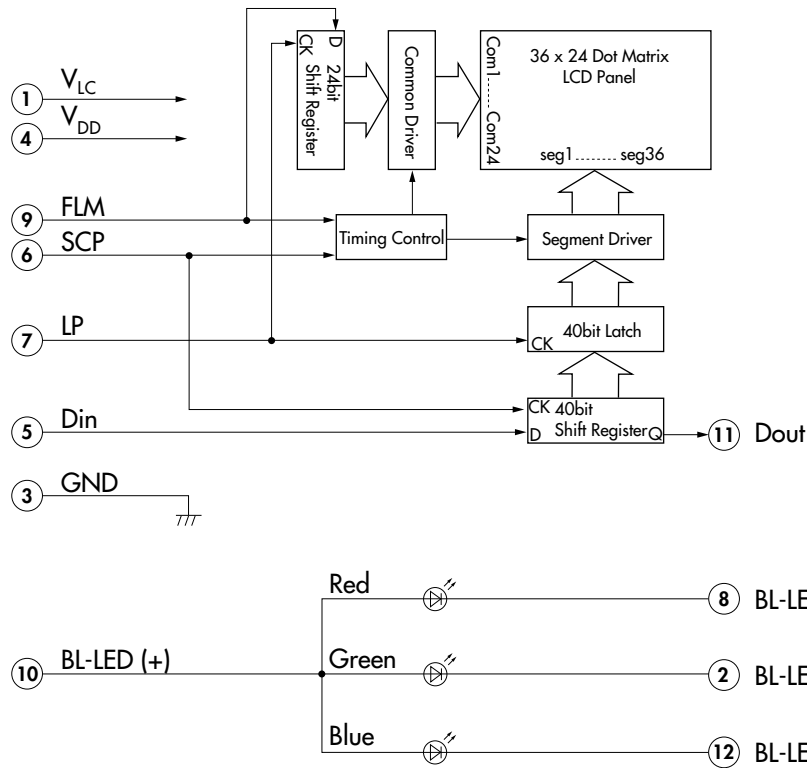 D
CK
24bit
Shift Register
Common Driver
Com1......Com24
36 x 24 Dot Matrix
LCD Panel
seg1........ seg36
1 VLC
4 VDD
9 FLM
6 SCP
Timing Control
Segment Driver
7 LP
CK
40bit Latch
CK 40bit
D Shift Register Q
5 Din
11 Dout
3 GND
Red
8 BL-LE
10 BL-LED (+)
Green
2 BL-LE
Blue
12 BL-LE